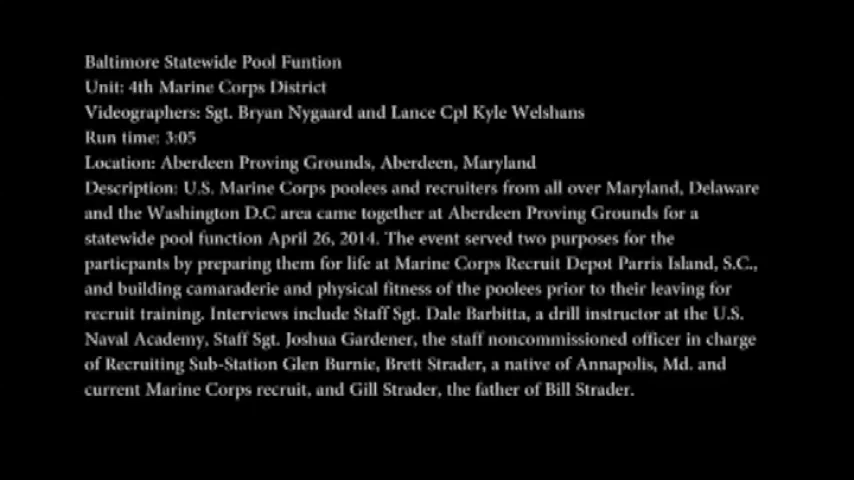 Baltimore Statewide Pool Funtion
Unit: 4th Marine Corps District
Videographers: Sgt. Bryan Nygaard and Lance Cpl Kyle Welshans
Run time: 3:05
Location: Aberdeen Proving Grounds, Aberdeen, Maryland
Description: U.S. Marine Corps poolees and recruiters from all over Maryland, Delaware
and the Washington D.C area came together at Aberdeen Proving Grounds for a
statewide pool function April 26, 2014. The event served two purposes for the
particpants by preparing them for life at Marine Corps Recruit Depot Parris Island, S.C.,
and building camaraderie and physical fitness of the poolees prior to their leaving for
recruit training. Interviews include Staff Sgt. Dale Barbitta, a drill instructor at the U.S.
Naval Academy, Staff Sgt. Joshua Gardener, the staff noncommissioned officer in charge
of Recruiting Sub-Station Glen Burnie, Brett Strader, a native of Annapolis, Md. and
current Marine Corps recruit, and Gill Strader, the father of Bill Strader.